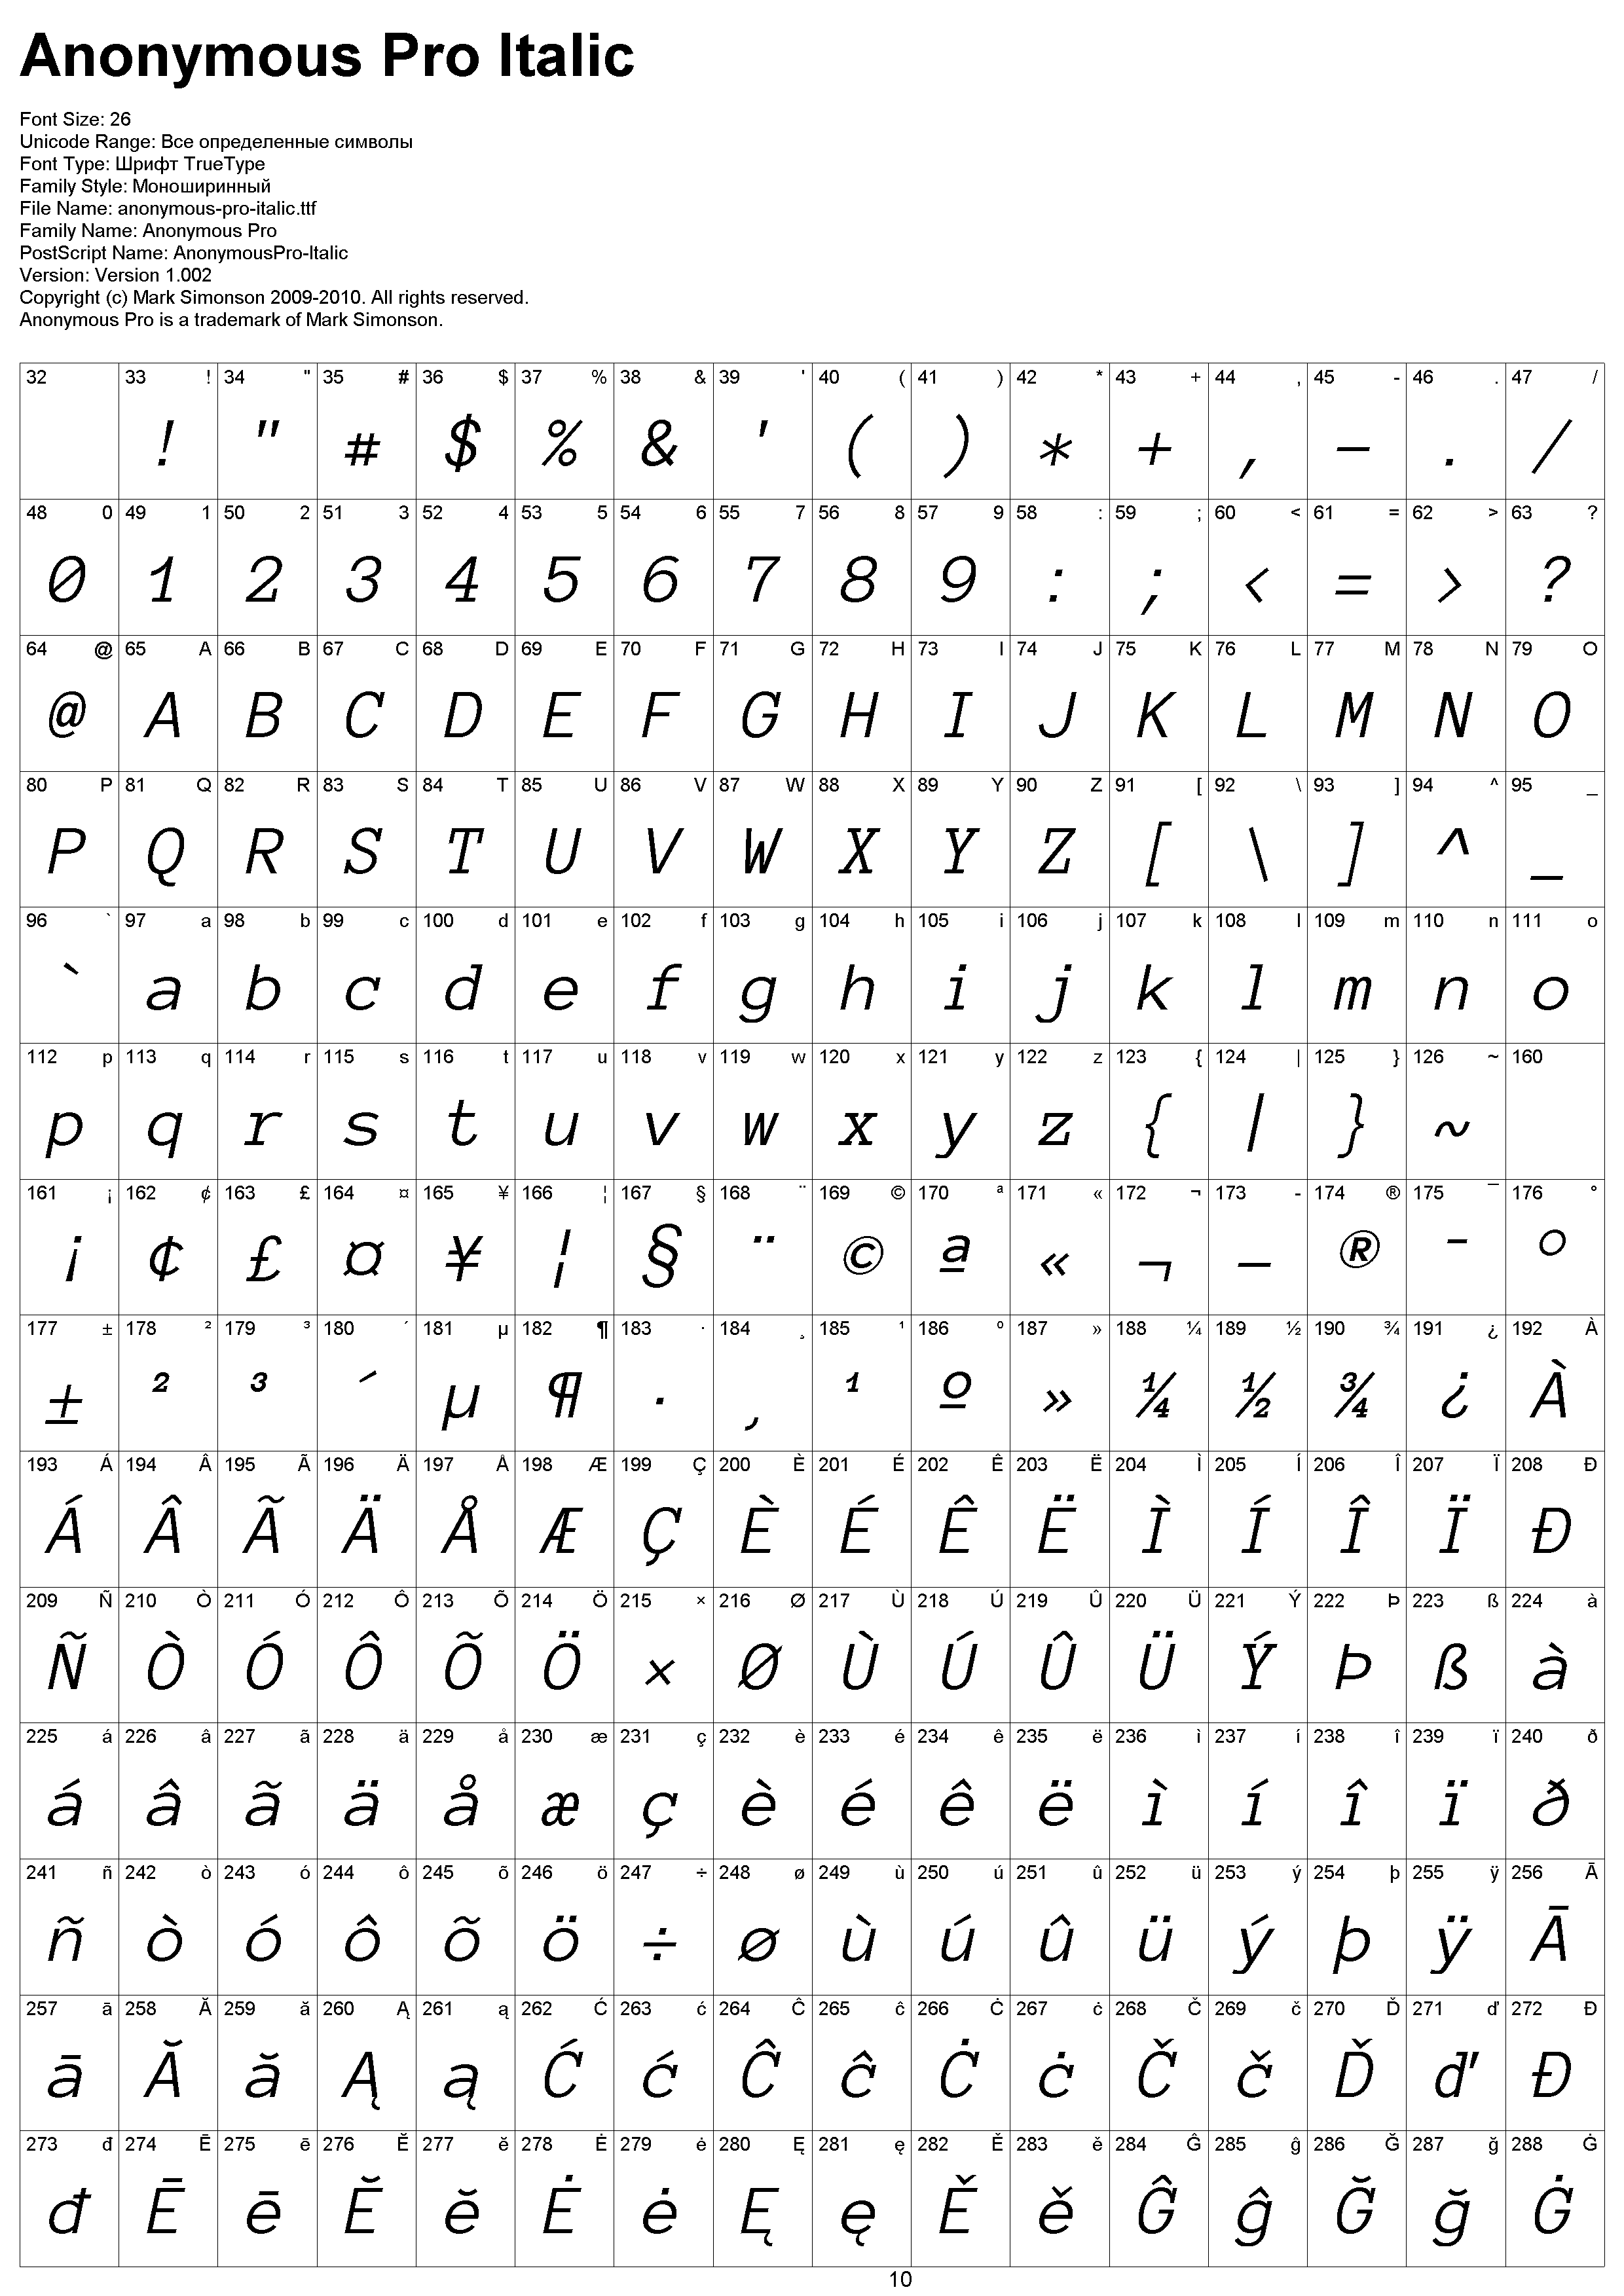 Anonymous Pro Italic
Font Size: 26
Unicode Range: Все определенные символы
Font Type: Шрифт TrueType
Family Style: Моноширинный
File Name: anonymous-pro-italic.ttf
Family Name: Anonymous Pro
PostScript Name: AnonymousPro-Italic
Version: Version 1.002
Copyright (c) Mark Simonson 2009-2010. All rights reserved.
Anonymous Pro is a trademark of Mark Simonson.
32 33 ! 34 " 35 # 36 $ 37 % 38 & 39 ' 40 ( 41 ) 42 * 43 + 44 , 45 - 46 . 47 /
! " # $ % & ' ( ) * + , - . /
48 0 49 1 50 2 51 3 52 4 53 5 54 6 55 7 56 8 57 9 58 : 59 ; 60 < 61 = 62 > 63 ?
0 1 2 3 4 5 6 7 8 9 : ; < = > ?
64 @ 65 A 66 B 67 C 68 D 69 E 70 F 71 G 72 H 73 I 74 J 75 K 76 L 77 M 78 N 79 O
@ A B C D E F G H I J K L M N O
80 P 81 Q 82 R 83 S 84 T 85 U 86 V 87 W 88 X 89 Y 90 Z 91 [ 92 \ 93 ] 94 ^ 95 _
P Q R S T U V W X Y Z [ \ ] ^ _
96 ` 97 a 98 b 99 c 100 d 101 e 102 f 103 g 104 h 105 i 106 j 107 k 108 l 109 m 110 n 111 o
` a b c d e f g h i j k l m n o
112 p 113 q 114 r 115 s 116 t 117 u 118 v 119 w 120 x 121 y 122 z 123 { 124 | 125 } 126 ~ 160
p q r s t u v w x y z { | } ~
161 ¡ 162 ¢ 163 £ 164 ¤ 165 ¥ 166 ¦ 167 § 168 ¨ 169 © 170 ª 171 « 172 ¬ 173 - 174 ® 175 ¯ 176 °
¡ ¢ £ ¤ ¥ ¦ § ¨ © ª « ¬ - ® ¯ °
177 ± 178 ² 179 ³ 180 ´ 181 µ 182 ¶ 183 · 184 ¸ 185 ¹ 186 º 187 » 188 ¼ 189 ½ 190 ¾ 191 ¿ 192 À
± ² ³ ´ µ ¶ · ¸ ¹ º » ¼ ½ ¾ ¿ À
193 Á 194 Â 195 Ã 196 Ä 197 Å 198 Æ 199 Ç 200 È 201 É 202 Ê 203 Ë 204 Ì 205 Í 206 Î 207 Ï 208 Ð
Á Â Ã Ä Å Æ Ç È É Ê Ë Ì Í Î Ï Ð
209 Ñ 210 Ò 211 Ó 212 Ô 213 Õ 214 Ö 215 × 216 Ø 217 Ù 218 Ú 219 Û 220 Ü 221 Ý 222 Þ 223 ß 224 à
Ñ Ò Ó Ô Õ Ö × Ø Ù Ú Û Ü Ý Þ ß à
225 á 226 â 227 ã 228 ä 229 å 230 æ 231 ç 232 è 233 é 234 ê 235 ë 236 ì 237 í 238 î 239 ï 240 ð
á â ã ä å æ ç è é ê ë ì í î ï ð
241 ñ 242 ò 243 ó 244 ô 245 õ 246 ö 247 ÷ 248 ø 249 ù 250 ú 251 û 252 ü 253 ý 254 þ 255 ÿ 256 Ā
ñ ò ó ô õ ö ÷ ø ù ú û ü ý þ ÿ Ā
257 ā 258 Ă 259 ă 260 Ą 261 ą 262 Ć 263 ć 264 Ĉ 265 ĉ 266 Ċ 267 ċ 268 Č 269 č 270 Ď 271 ď 272 Đ
ā Ă ă Ą ą Ć ć Ĉ ĉ Ċ ċ Č č Ď ď Đ
273 đ 274 Ē 275 ē 276 Ĕ 277 ĕ 278 Ė 279 ė 280 Ę 281 ę 282 Ě 283 ě 284 Ĝ 285 ĝ 286 Ğ 287 ğ 288 Ġ
đ Ē ē Ĕ ĕ Ė ė Ę ę Ě ě Ĝ ĝ Ğ ğ Ġ
10